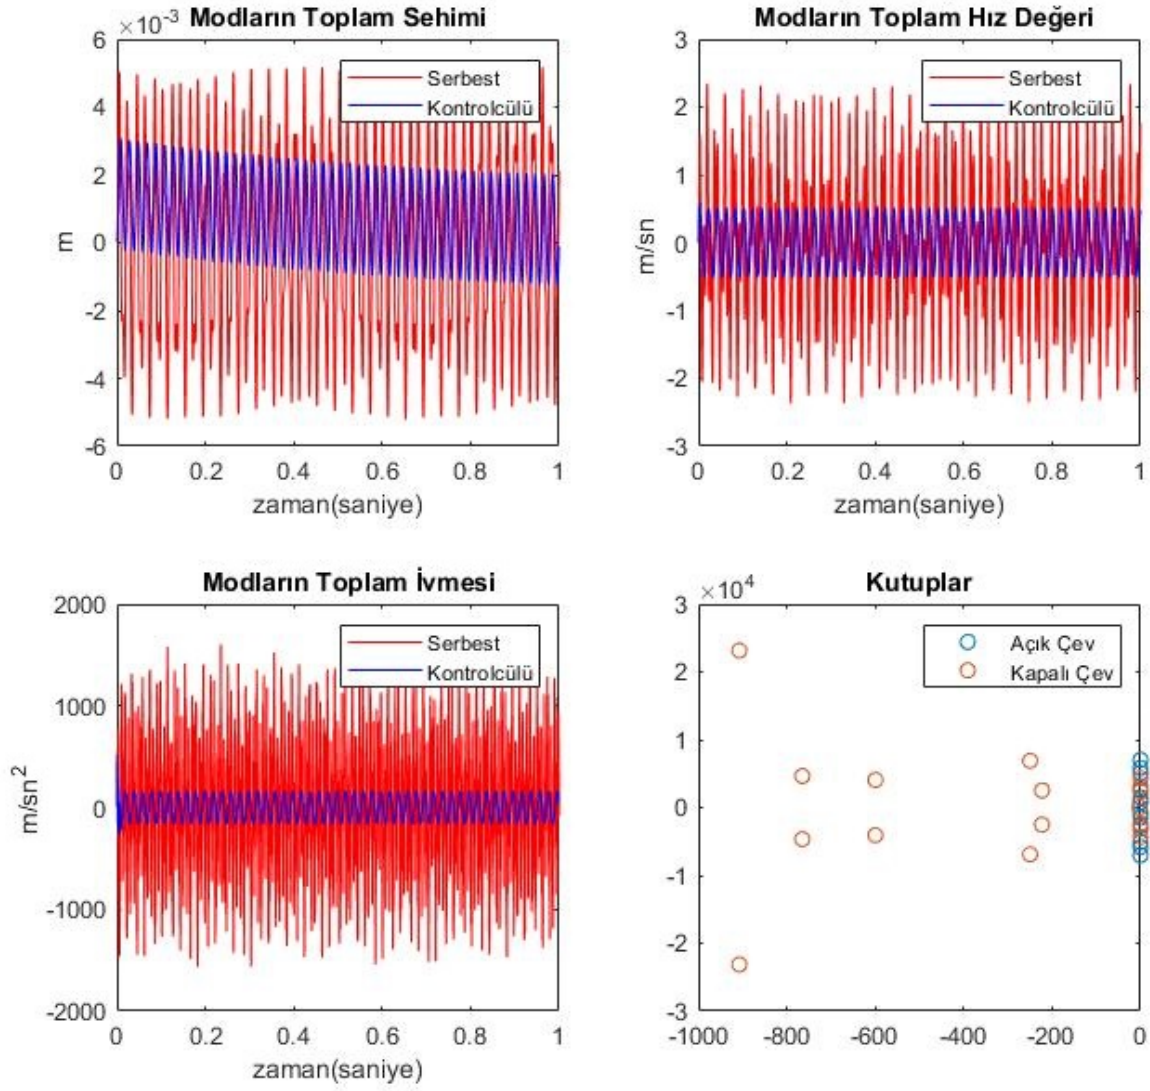 Modların Toplam Sehimi
×10-3
6
4
2
0
-2
-4
-6
m
0 0.2 0.4 0.6 0.8 1
zaman(saniye)
Serbest
Kontrolcülü
Modların Toplam Hız Değeri
3
2
1
0
-1
-2
-3
m/sn
0 0.2 0.4 0.6 0.8 1
zaman(saniye)
Serbest
Kontrolcülü
Modların Toplam İvmesi
2000
1000
0
-1000
-2000
m/sn2
0 0.2 0.4 0.6 0.8 1
zaman(saniye)
Serbest
Kontrolcülü
Kutuplar
×104
3
2
1
0
-1
-2
-3
-1000 -800 -600 -400 -200 0
Açık Çev
Kapalı Çev